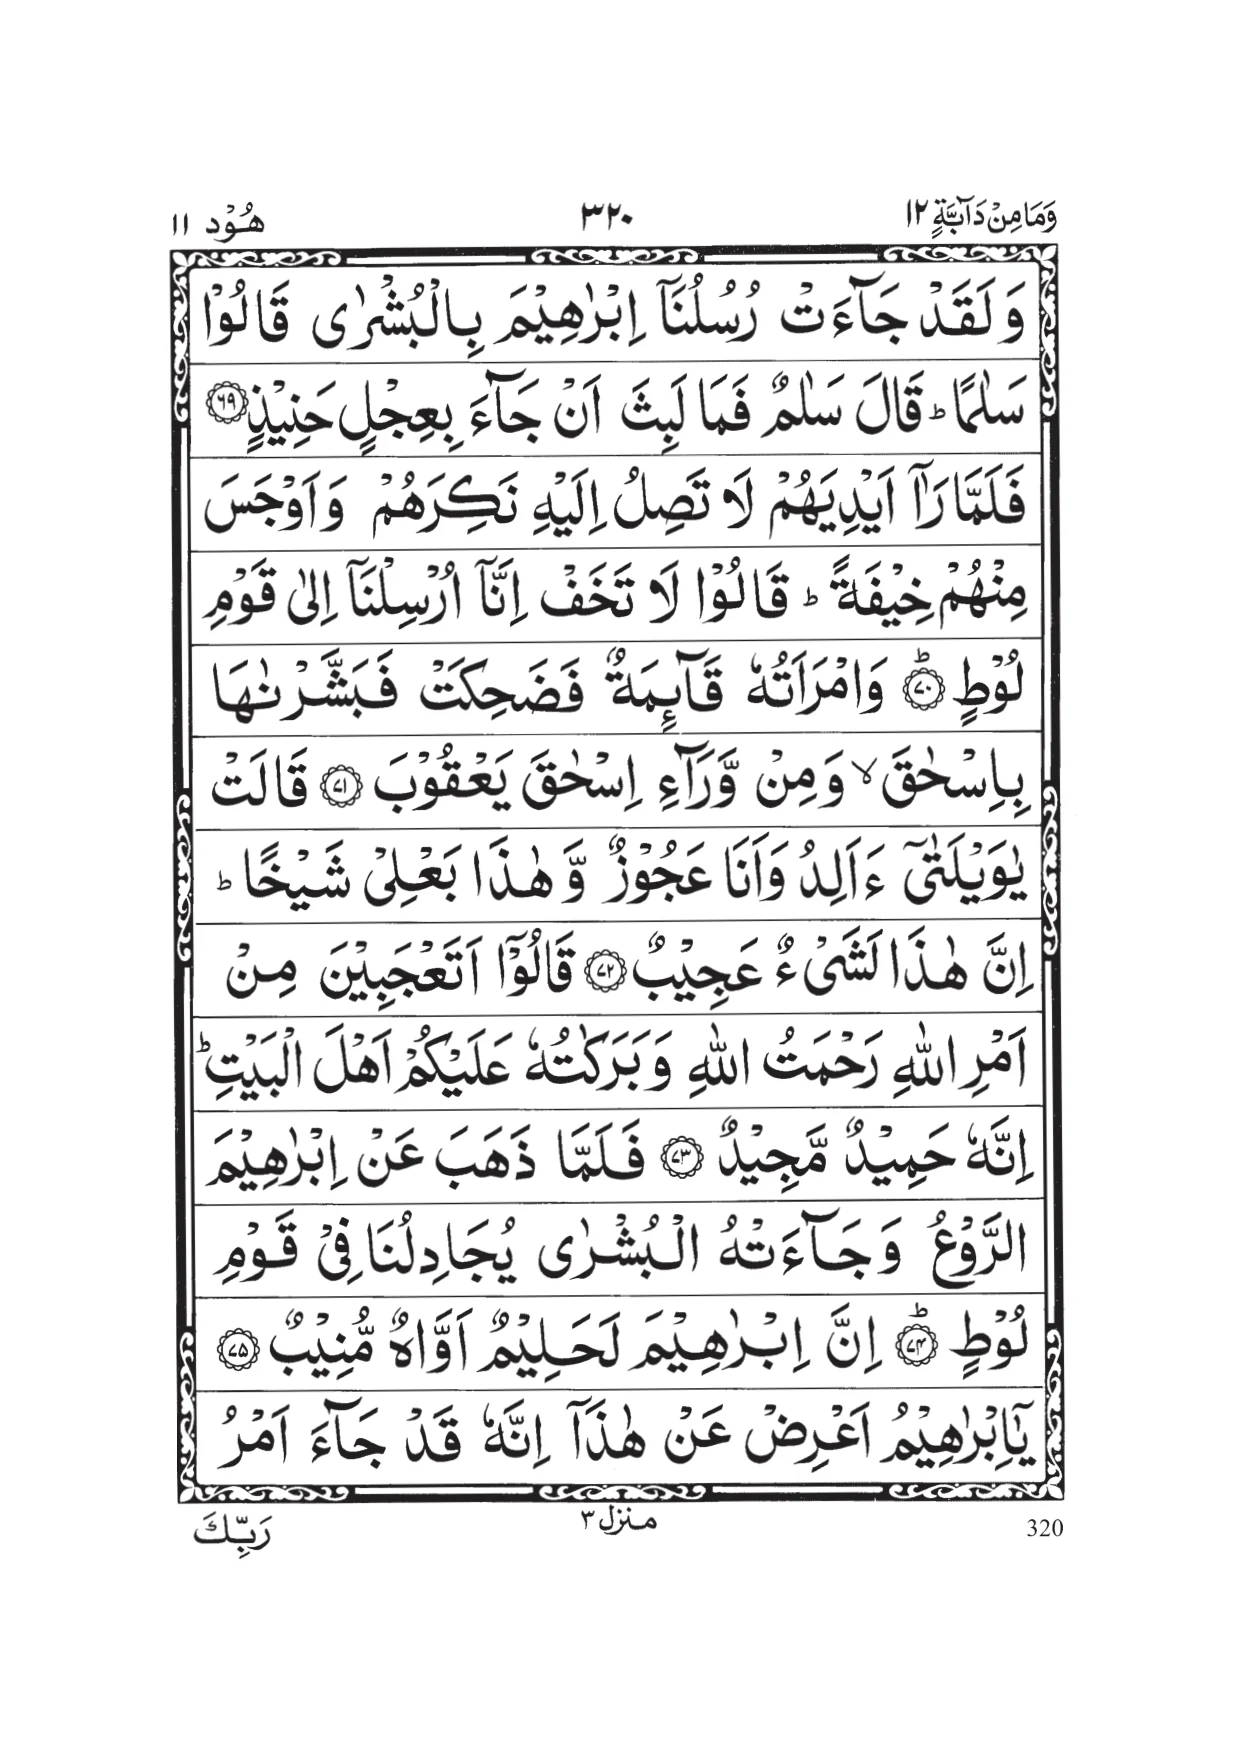 وَمَا مِنْ دَآبَّةٍ ١٢ ٣٢٠ هُوْد ١١
وَلَقَدْ جَآءَتْ رُسُلُنَآ اِبْرٰهِيْمَ بِالْبُشْرٰى قَالُوْا
سَلٰمًا ؕ قَالَ سَلٰمٌ فَمَا لَبِثَ اَنْ جَآءَ بِعِجْلٍ حَنِيْذٍ ﴿٦٩﴾
فَلَمَّا رَاٰۤ اَيْدِيَهُمْ لَا تَصِلُ اِلَيْهِ نَكِرَهُمْ وَاَوْجَسَ
مِنْهُمْ خِيْفَةً ؕ قَالُوْا لَا تَخَفْ اِنَّآ اُرْسِلْنَآ اِلٰى قَوْمِ
لُوْطٍ ؕ ﴿٧٠﴾ وَامْرَاَتُهٗ قَآئِمَةٌ فَضَحِكَتْ فَبَشَّرْنٰهَا
بِاِسْحٰقَ ۙ وَمِنْ وَّرَآءِ اِسْحٰقَ يَعْقُوْبَ ﴿٧١﴾ قَالَتْ
يٰوَيْلَتٰٓى ءَاَلِدُ وَاَنَا عَجُوْزٌ وَّهٰذَا بَعْلِىْ شَيْخًا ؕ
اِنَّ هٰذَا لَشَىْءٌ عَجِيْبٌ ﴿٧٢﴾ قَالُوْٓا اَتَعْجَبِيْنَ مِنْ
اَمْرِ اللّٰهِ رَحْمَتُ اللّٰهِ وَبَرَكٰتُهٗ عَلَيْكُمْ اَهْلَ الْبَيْتِ ؕ
اِنَّهٗ حَمِيْدٌ مَّجِيْدٌ ﴿٧٣﴾ فَلَمَّا ذَهَبَ عَنْ اِبْرٰهِيْمَ
الرَّوْعُ وَجَآءَتْهُ الْبُشْرٰى يُجَادِلُنَا فِىْ قَوْمِ
لُوْطٍ ؕ ﴿٧٤﴾ اِنَّ اِبْرٰهِيْمَ لَحَلِيْمٌ اَوَّاهٌ مُّنِيْبٌ ﴿٧٥﴾
يٰٓاِبْرٰهِيْمُ اَعْرِضْ عَنْ هٰذَآ اِنَّهٗ قَدْ جَآءَ اَمْرُ
320 منزل ٣ رَبِّكَ